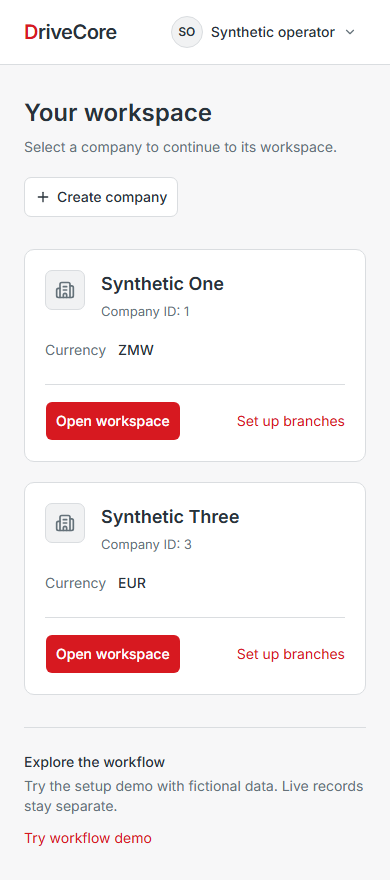 DriveCore
SO Synthetic operator
Your workspace
Select a company to continue to its workspace.
Create company
Synthetic One
Company ID: 1
Currency ZMW
Open workspace Set up branches
Synthetic Three
Company ID: 3
Currency EUR
Open workspace Set up branches
Explore the workflow
Try the setup demo with fictional data. Live records
stay separate.
Try workflow demo